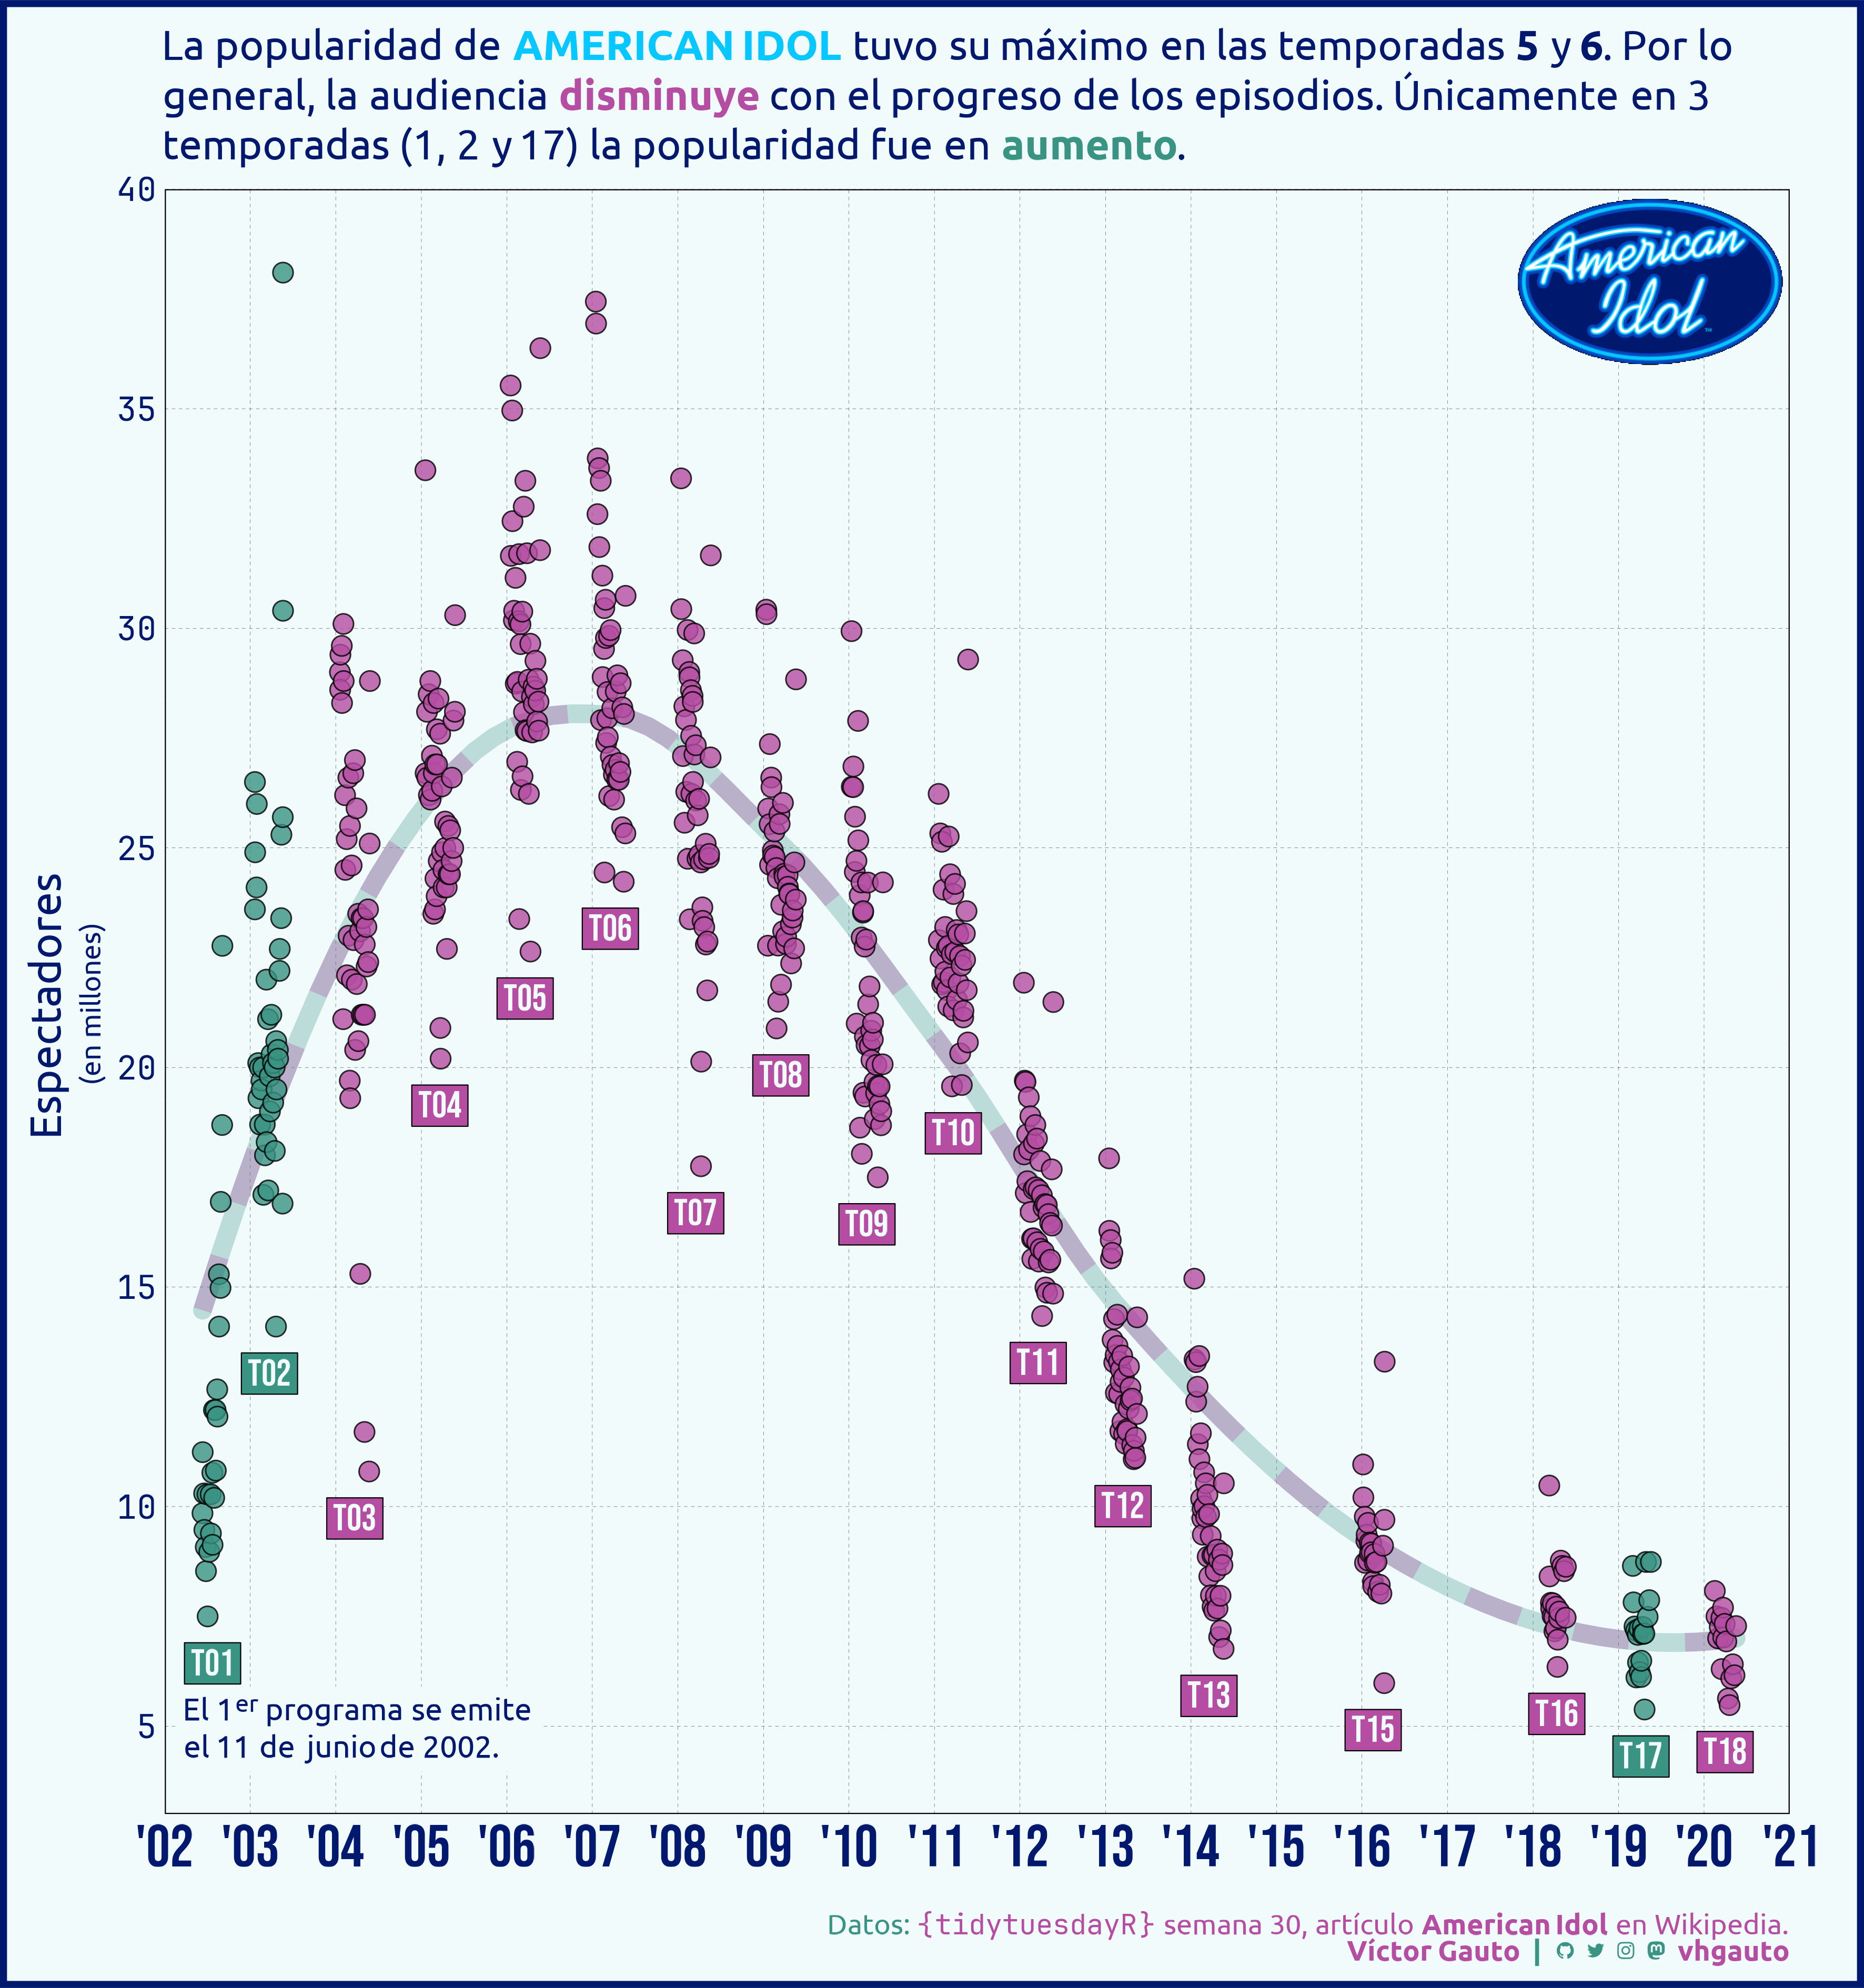 La popularidad de AMERICAN IDOL tuvo su máximo en las temporadas 5 y 6. Por lo
general, la audiencia disminuye con el progreso de los episodios. Únicamente en 3
temporadas (1, 2 y 17) la popularidad fue en aumento.
American
Idol
™
40
35
30
25
20
15
10
5
Espectadores
(en millones)
T01
T02
T03
T04
T05
T06
T07
T08
T09
T10
T11
T12
T13
T15
T16
T17
T18
El 1er programa se emite
el 11 de junio de 2002.
'02 '03 '04 '05 '06 '07 '08 '09 '10 '11 '12 '13 '14 '15 '16 '17 '18 '19 '20 '21
Datos: {tidytuesdayR} semana 30, artículo American Idol en Wikipedia.
Víctor Gauto | vhgauto